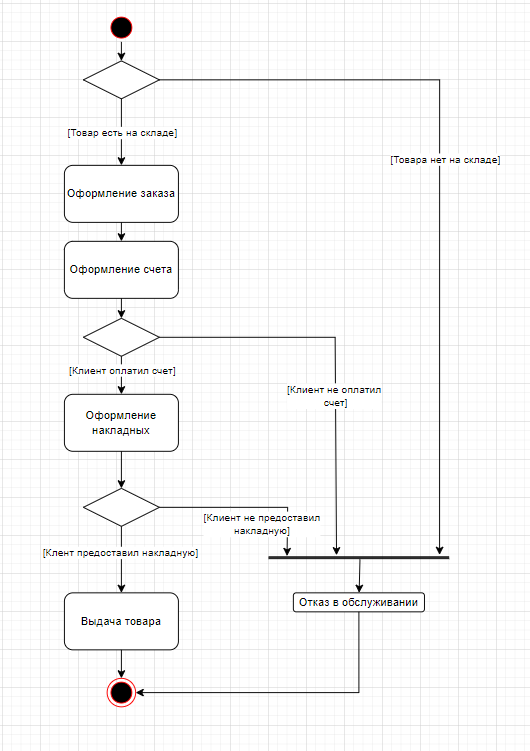 [Товар есть на складе]
[Товара нет на складе]
Оформление заказа
Оформление счета
[Клиент оплатил счет]
[Клиент не оплатил
счет]
Оформление
накладных
[Клиент не предоставил
накладную]
[Клент предоставил накладную]
Отказ в обслуживании
Выдача товара